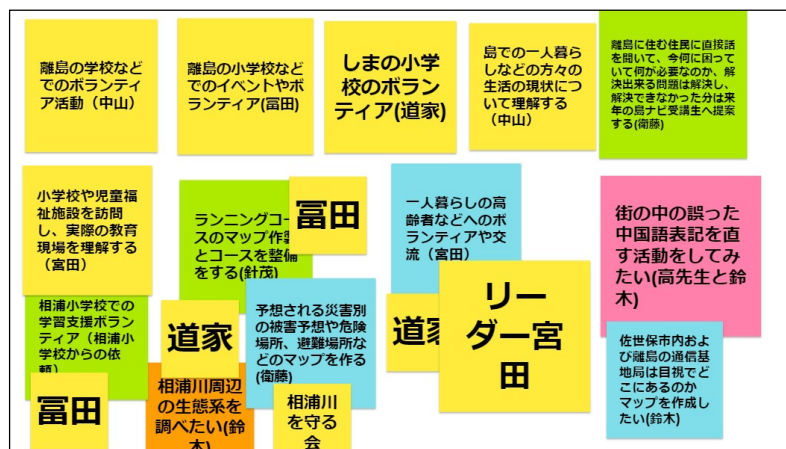 離島の学校など
でのボランティ
ア活動（中山）
離島の小学校など
でのイベントやボ
ランティア(冨田)
しまの小学
校のボラン
ティア(道家)
島での一人暮ら
しなどの方々の
生活の現状につ
いて理解する
（中山）
離島に住む住民に直接話
を聞いて、今何に困って
いて何が必要なのか、解
決出来る問題は解決し、
解決できなかった分は来
年の島ナビ受講生へ提案
する(衛藤)
小学校や児童福
祉施設を訪問
し、実際の教育
現場を理解する
（宮田）
ランニングコー
スのマップ作製
とコースを整備
をする(針茂)
冨田
一人暮らしの高
齢者などへのボ
ランティアや交
流（宮田）
街の中の誤った
中国語表記を直
す活動をしてみ
たい(高先生と鈴
木)
相浦小学校での
学習支援ボラン
ティア（相浦小
学校からの依
頼）
冨田
道家
予想される災害別
の被害予想や危険
場所、避難場所な
どのマップを作る
(衛藤)
道家
リー
ダー宮
田
佐世保市内およ
び離島の通信基
地局は目視でど
こにあるのか
マップを作成し
たい(鈴木)
相浦川周辺
の生態系を
調べたい(鈴
木)
相浦川
を守る
会